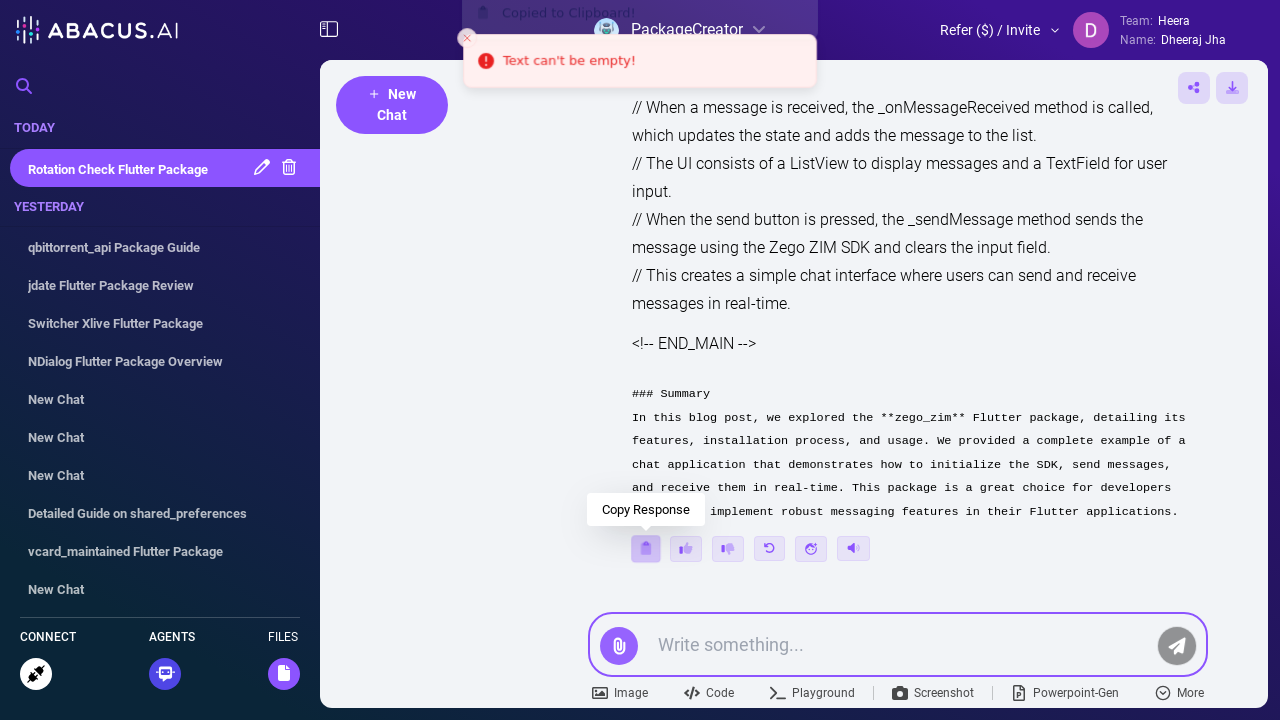 ABACUS.AI
Copied to Clipboard!
PackageCreator
Refer ($) / Invite
D
Team: Heera
Name: Dheeraj Jha
Text can't be empty!
TODAY
Rotation Check Flutter Package
YESTERDAY
qbittorrent_api Package Guide
jdate Flutter Package Review
Switcher Xlive Flutter Package
NDialog Flutter Package Overview
New Chat
New Chat
New Chat
Detailed Guide on shared_preferences
vcard_maintained Flutter Package
New Chat
CONNECT
AGENTS
FILES
+ New
Chat
// When a message is received, the _onMessageReceived method is called,
which updates the state and adds the message to the list.
// The UI consists of a ListView to display messages and a TextField for user
input.
// When the send button is pressed, the _sendMessage method sends the
message using the Zego ZIM SDK and clears the input field.
// This creates a simple chat interface where users can send and receive
messages in real-time.
<!-- END_MAIN -->
### Summary
In this blog post, we explored the **zego_zim** Flutter package, detailing its
features, installation process, and usage. We provided a complete example of a
chat application that demonstrates how to initialize the SDK, send messages,
and receive them in real-time. This package is a great choice for developers
implement robust messaging features in their Flutter applications.
Copy Response
Write something...
Image
Code
Playground
Screenshot
Powerpoint-Gen
More